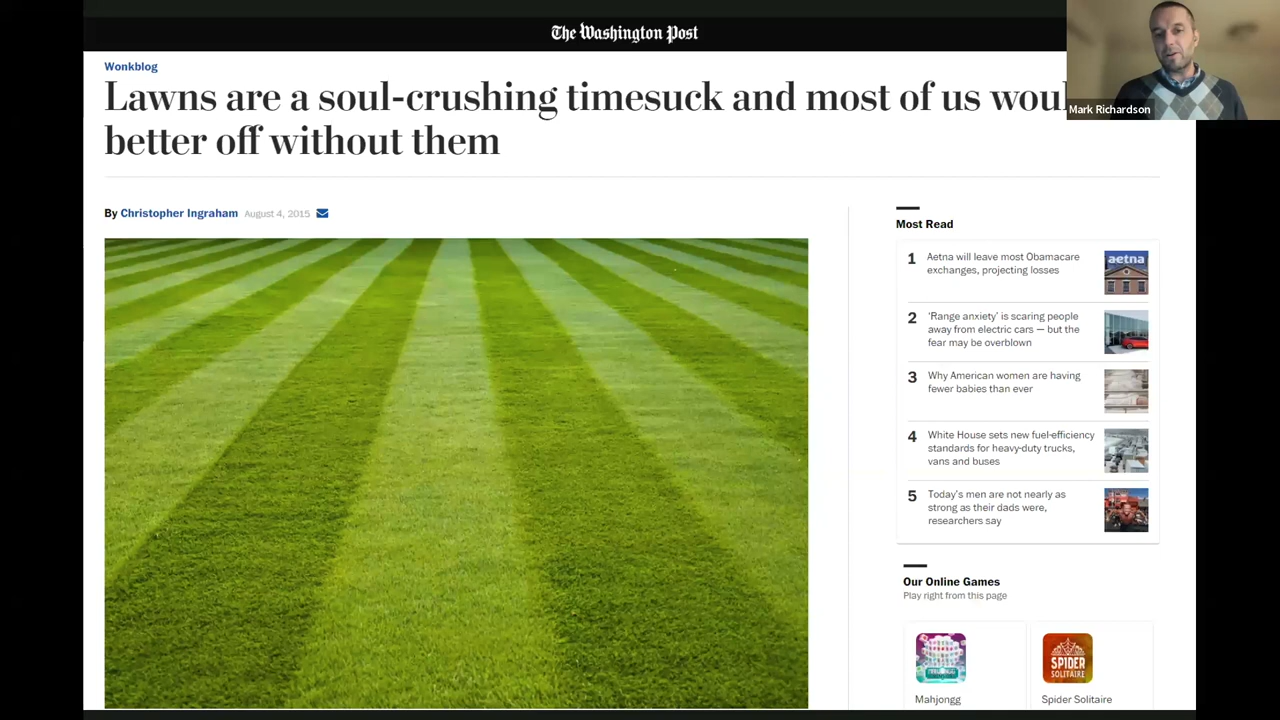 The Washington Post
Mark Richardson
Wonkblog
Lawns are a soul-crushing timesuck and most of us
better off without them
By Christopher Ingraham August 4, 2015
Most Read
1 Aetna will leave most Obamacare
exchanges, projecting losses
aetna
2 ‘Range anxiety’ is scaring people
away from electric cars — but the
fear may be overblown
3 Why American women are having
fewer babies than ever
4 White House sets new fuel-efficiency
standards for heavy-duty trucks,
vans and buses
5 Today’s men are not nearly as
strong as their dads were,
researchers say
Our Online Games
Play right from this page
SPIDER
SOLITAIRE
Mahjongg
Spider Solitaire